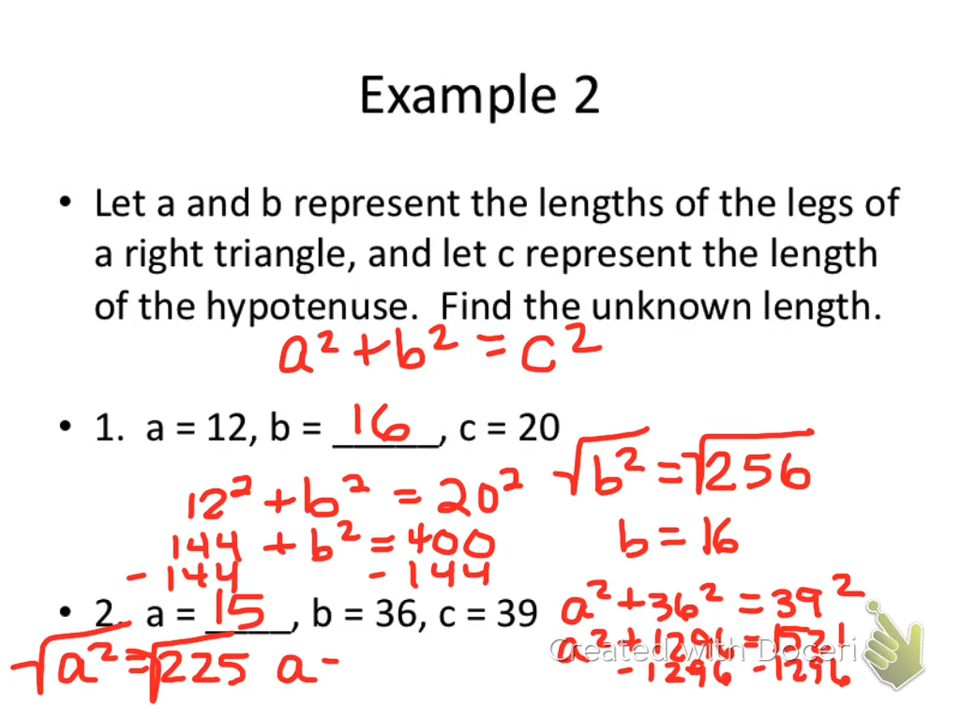 Example 2
• Let a and b represent the lengths of the legs of
a right triangle, and let c represent the length
of the hypotenuse. Find the unknown length.
a² + b² = c²
• 1. a = 12, b = 16, c = 20
12² + b² = 20²
144 + b² = 400
- 144 - 144
√b² = √256
b = 16
• 2. a = 15, b = 36, c = 39
a² + 36² = 39²
a² + 1296 = 1521
- 1296 - 1296
√a² = √225 a =
Created with Doceri